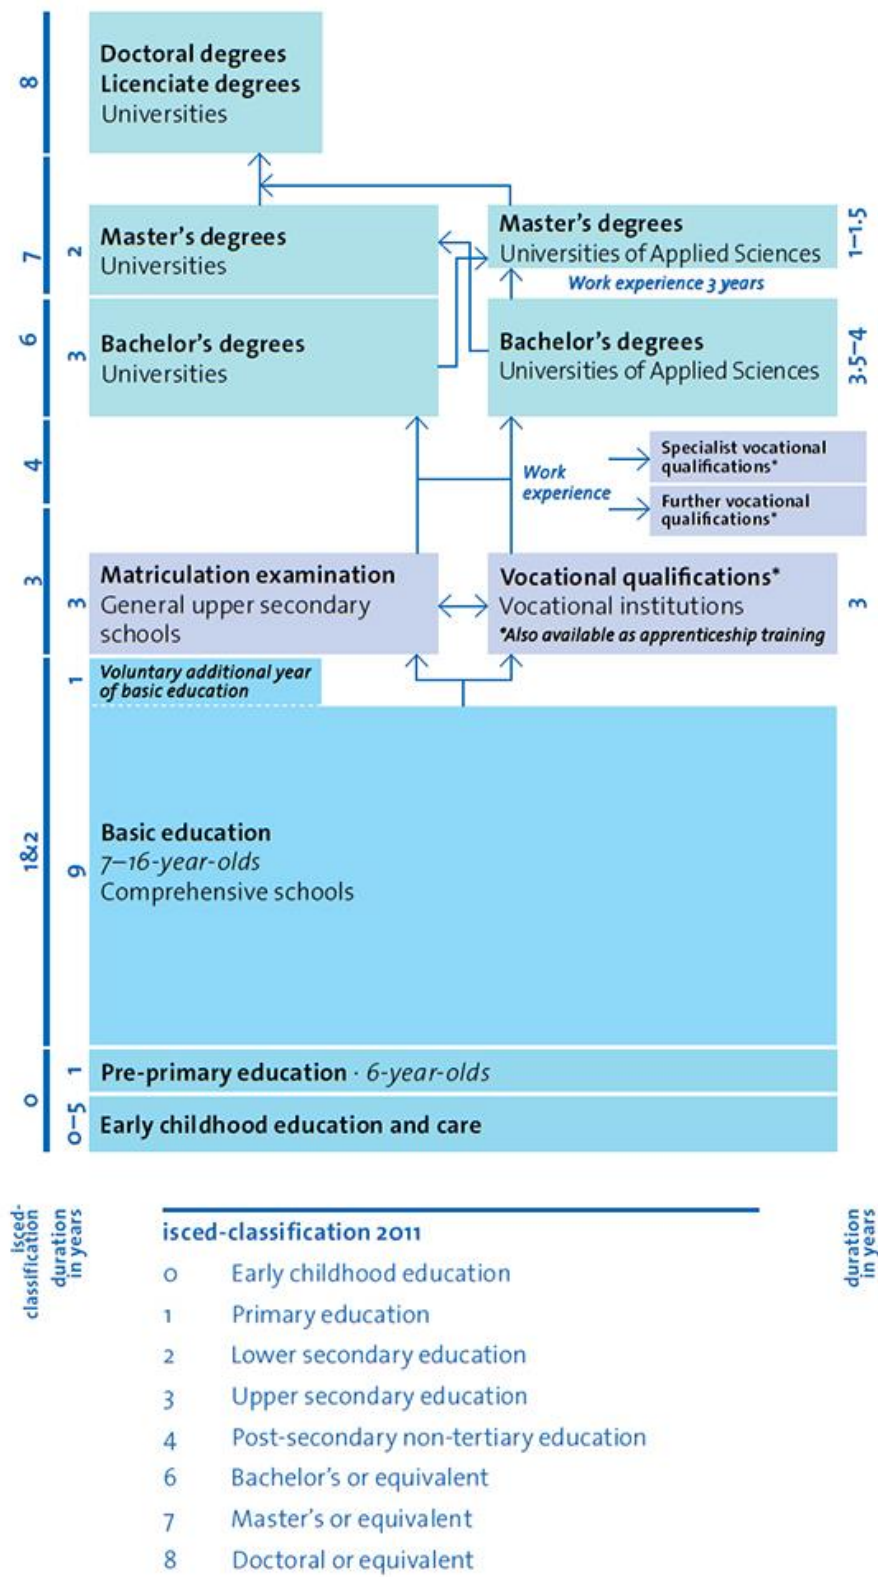 8
Doctoral degrees
Licenciate degrees
Universities
7
2
Master's degrees
Universities
Master's degrees
Universities of Applied Sciences
1–1.5
Work experience 3 years
6
3
Bachelor's degrees
Universities
Bachelor's degrees
Universities of Applied Sciences
3.5–4
4
Work
experience
Specialist vocational
qualifications*
Further vocational
qualifications*
3
3
Matriculation examination
General upper secondary
schools
Vocational qualifications*
Vocational institutions
*Also available as apprenticeship training
3
1
Voluntary additional year
of basic education
1&2
9
Basic education
7–16-year-olds
Comprehensive schools
0
1
Pre-primary education · 6-year-olds
0–5
Early childhood education and care
isced-
classification
duration
in years
duration
in years
isced-classification 2011
0 Early childhood education
1 Primary education
2 Lower secondary education
3 Upper secondary education
4 Post-secondary non-tertiary education
6 Bachelor's or equivalent
7 Master's or equivalent
8 Doctoral or equivalent